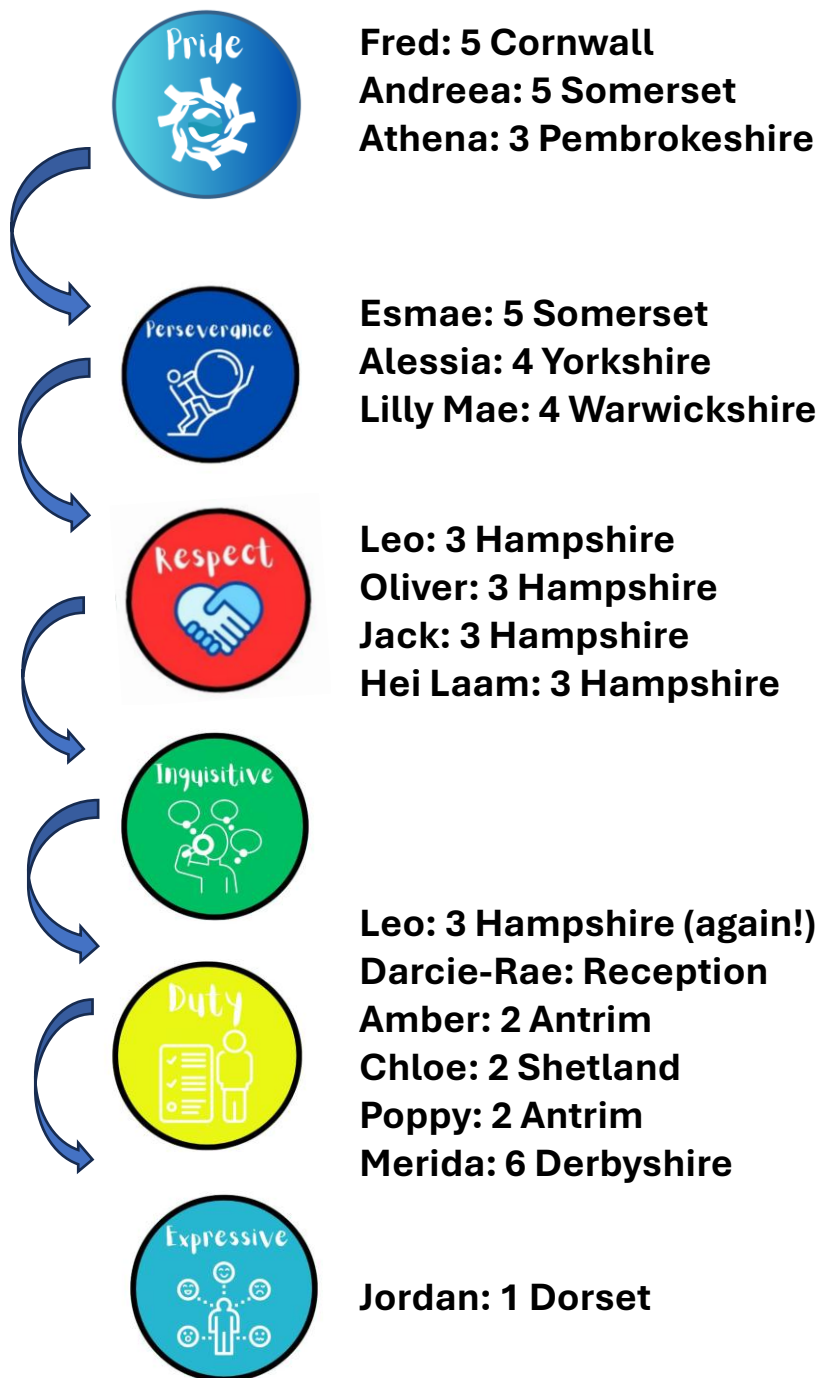 Pride
Fred: 5 Cornwall
Andreea: 5 Somerset
Athena: 3 Pembrokeshire
Perseverance
Esmae: 5 Somerset
Alessia: 4 Yorkshire
Lilly Mae: 4 Warwickshire
Respect
Leo: 3 Hampshire
Oliver: 3 Hampshire
Jack: 3 Hampshire
Hei Laam: 3 Hampshire
Inquisitive
Duty
Leo: 3 Hampshire (again!)
Darcie-Rae: Reception
Amber: 2 Antrim
Chloe: 2 Shetland
Poppy: 2 Antrim
Merida: 6 Derbyshire
Expressive
Jordan: 1 Dorset